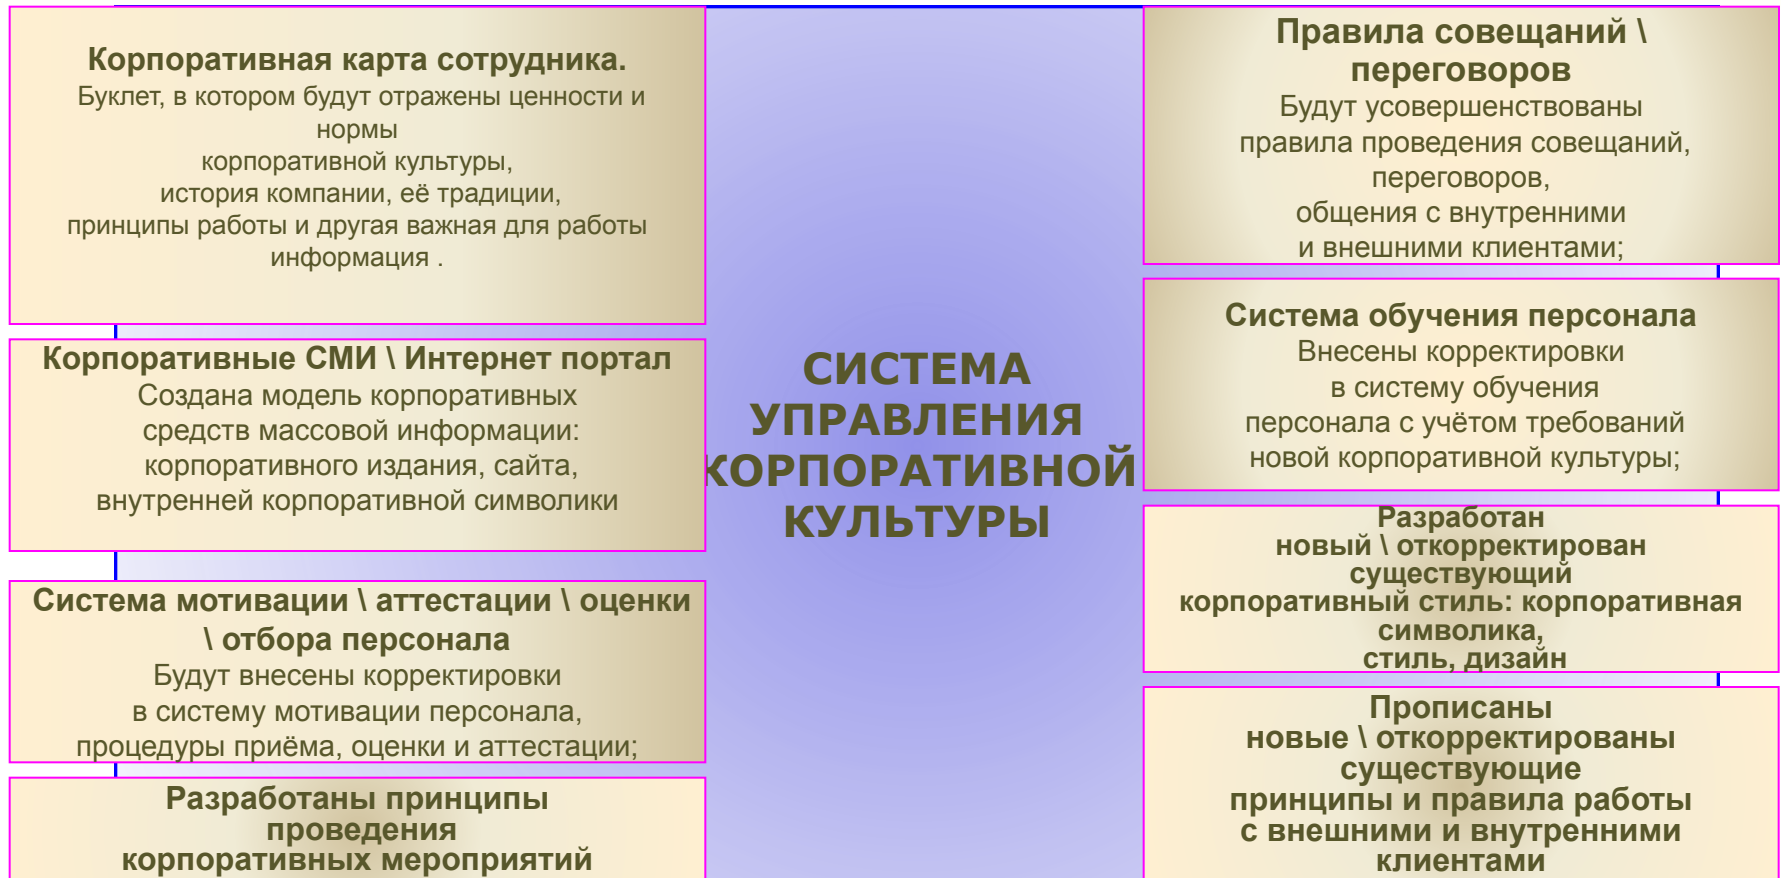 Корпоративная карта сотрудника.
Буклет, в котором будут отражены ценности и
нормы
корпоративной культуры,
история компании, её традиции,
принципы работы и другая важная для работы
информация .
Корпоративные СМИ \ Интернет портал
Создана модель корпоративных
средств массовой информации:
корпоративного издания, сайта,
внутренней корпоративной символики
Система мотивации \ аттестации \ оценки
\ отбора персонала
Будут внесены корректировки
в систему мотивации персонала,
процедуры приёма, оценки и аттестации;
Разработаны принципы
проведения
корпоративных мероприятий
СИСТЕМА
УПРАВЛЕНИЯ
КОРПОРАТИВНОЙ
КУЛЬТУРЫ
Правила совещаний \
переговоров
Будут усовершенствованы
правила проведения совещаний,
переговоров,
общения с внутренними
и внешними клиентами;
Система обучения персонала
Внесены корректировки
в систему обучения
персонала с учётом требований
новой корпоративной культуры;
Разработан
новый \ откорректирован
существующий
корпоративный стиль: корпоративная
символика,
стиль, дизайн
Прописаны
новые \ откорректированы
существующие
принципы и правила работы
с внешними и внутренними
клиентами